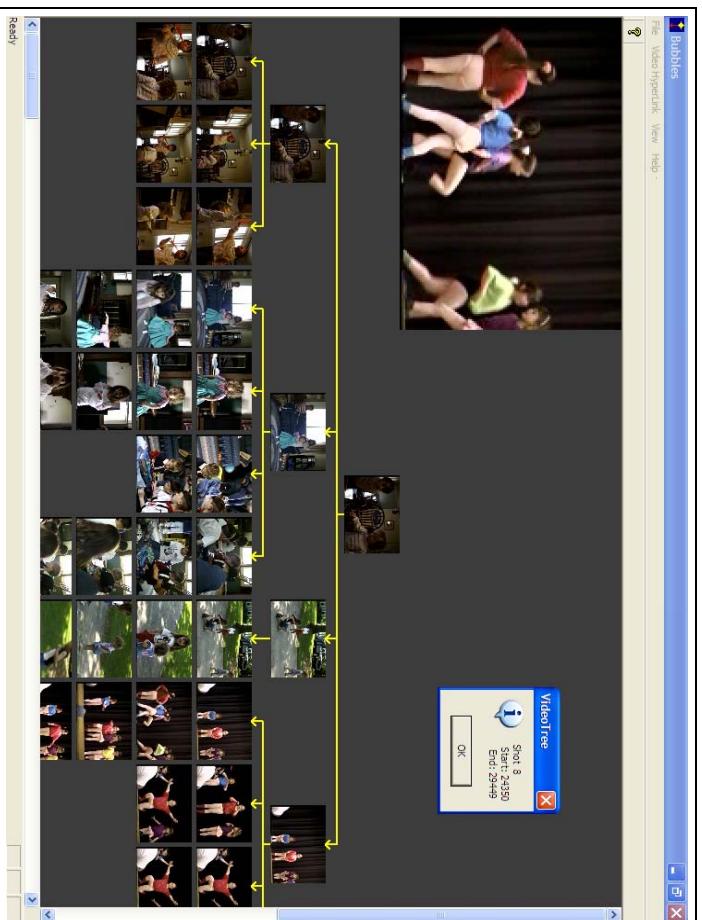 Bubbles
File Video HyperLink View Help -
?
VideoTree
Shot 8
Start: 24350
End: 29449
OK
Ready